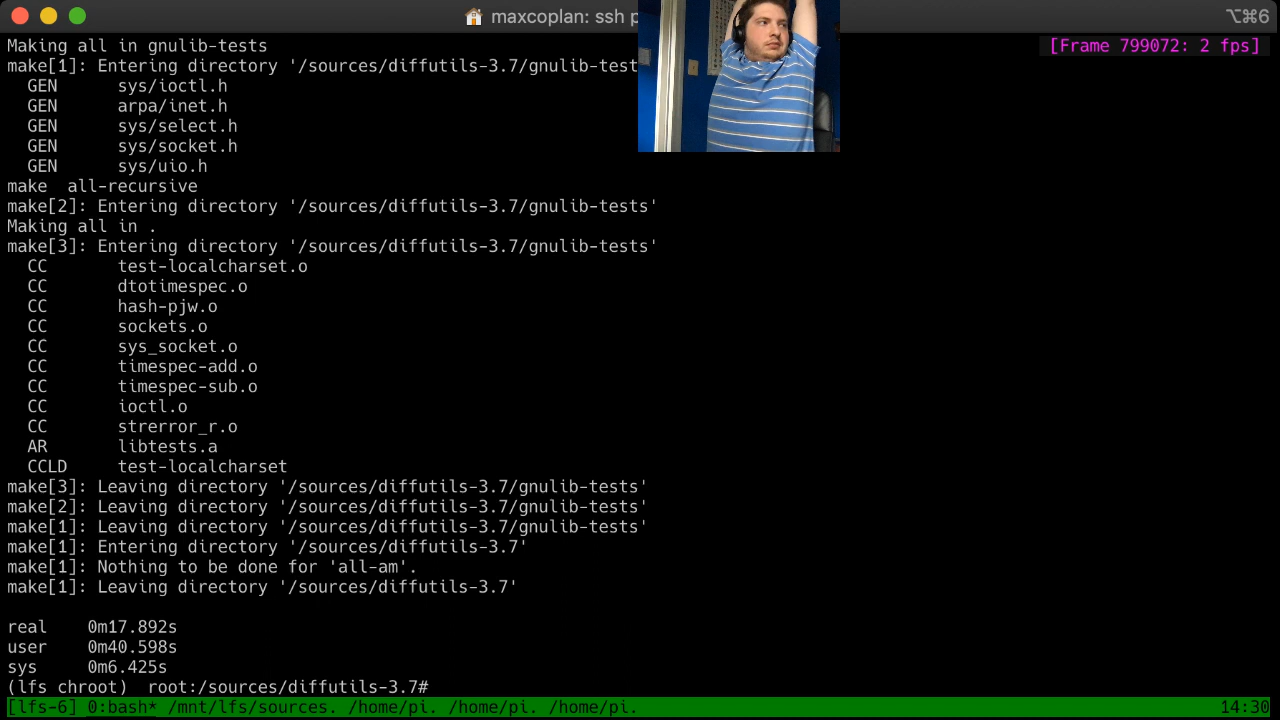 maxcoplan: ssh p
⌥⌘6
Making all in gnulib-tests
[Frame 799072: 2 fps]
make[1]: Entering directory '/sources/diffutils-3.7/gnulib-test
  GEN      sys/ioctl.h
  GEN      arpa/inet.h
  GEN      sys/select.h
  GEN      sys/socket.h
  GEN      sys/uio.h
make  all-recursive
make[2]: Entering directory '/sources/diffutils-3.7/gnulib-tests'
Making all in .
make[3]: Entering directory '/sources/diffutils-3.7/gnulib-tests'
  CC       test-localcharset.o
  CC       dtotimespec.o
  CC       hash-pjw.o
  CC       sockets.o
  CC       sys_socket.o
  CC       timespec-add.o
  CC       timespec-sub.o
  CC       ioctl.o
  CC       strerror_r.o
  AR       libtests.a
  CCLD     test-localcharset
make[3]: Leaving directory '/sources/diffutils-3.7/gnulib-tests'
make[2]: Leaving directory '/sources/diffutils-3.7/gnulib-tests'
make[1]: Leaving directory '/sources/diffutils-3.7/gnulib-tests'
make[1]: Entering directory '/sources/diffutils-3.7'
make[1]: Nothing to be done for 'all-am'.
make[1]: Leaving directory '/sources/diffutils-3.7'
real    0m17.892s
user    0m40.598s
sys     0m6.425s
(lfs chroot)  root:/sources/diffutils-3.7#
[lfs-6] 0:bash* /mnt/lfs/sources. /home/pi. /home/pi. /home/pi.
14:30